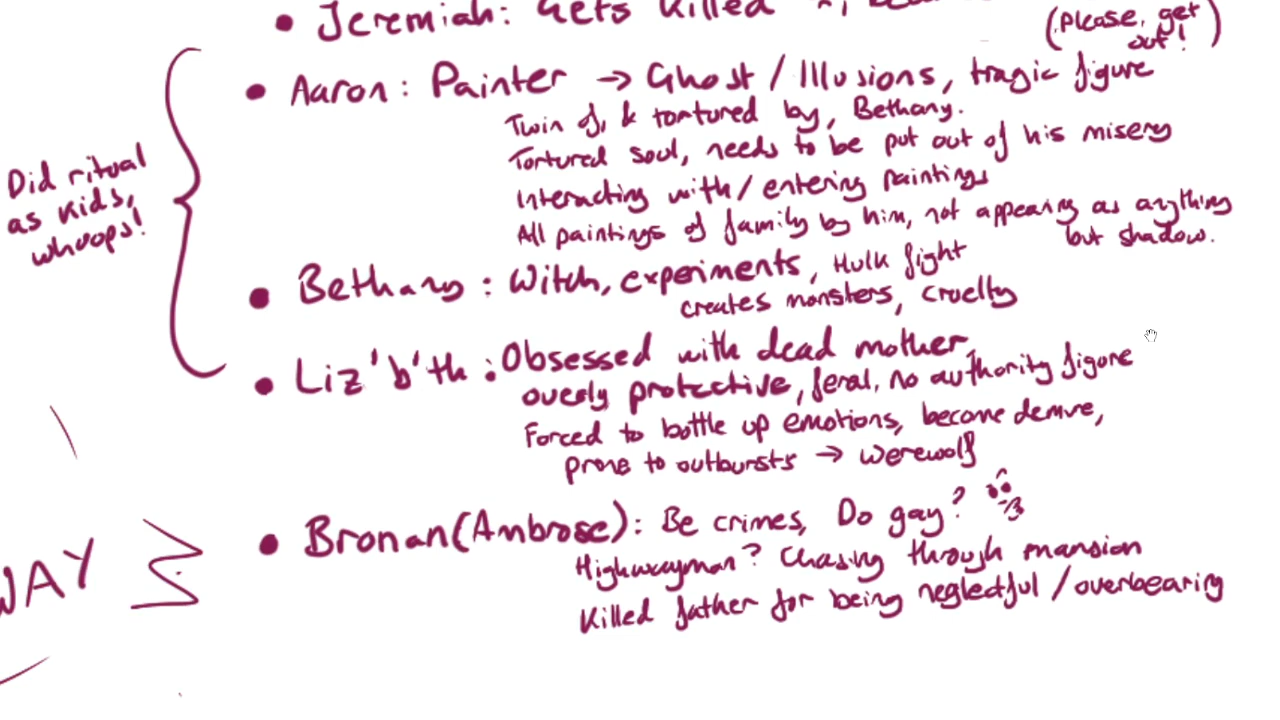 • Jeremiah: Gets Killed
(Please, get out!)
• Aaron: Painter → Ghost / Illusions, tragic figure
Twin of, & tortured by, Bethany.
Tortured soul, needs to be put out of his misery
Interacting with / entering paintings
All paintings of family by him, not appearing as anything
but shadow.
Did ritual
as kids,
whoops!
• Bethany: Witch, experiments, Hulk fight
creates monsters, cruelty
• Liz'b'th: Obsessed with dead mother,
overly protective, feral, no authority figure
Forced to bottle up emotions, become demure,
prone to outbursts → werewolf
WAY
• Bronan (Ambrose): Be crimes, Do gay?
Highwayman? Chasing through mansion
Killed father for being neglectful / overbearing